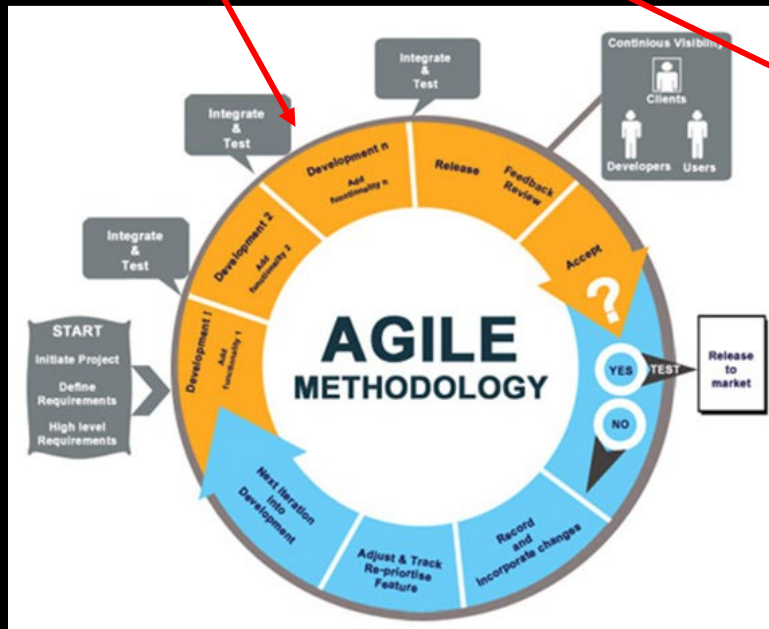 Continious Visibility
Clients
Developers Users
Integrate
&
Test
Integrate
&
Test
Integrate
&
Test
START
Initiate Project
Define
Requirements
High level
Requirements
Development 1
Add
functionality 1
Development 2
Add
functionality 2
Development n
Add
functionality n
Release
Feedback
Review
Accept
?
AGILE
METHODOLOGY
YES
TEST
Release
to
market
NO
Record
and
Incorporate changes
Adjust & Track
Re-priortise
Feature
Next Iteration
into
Development